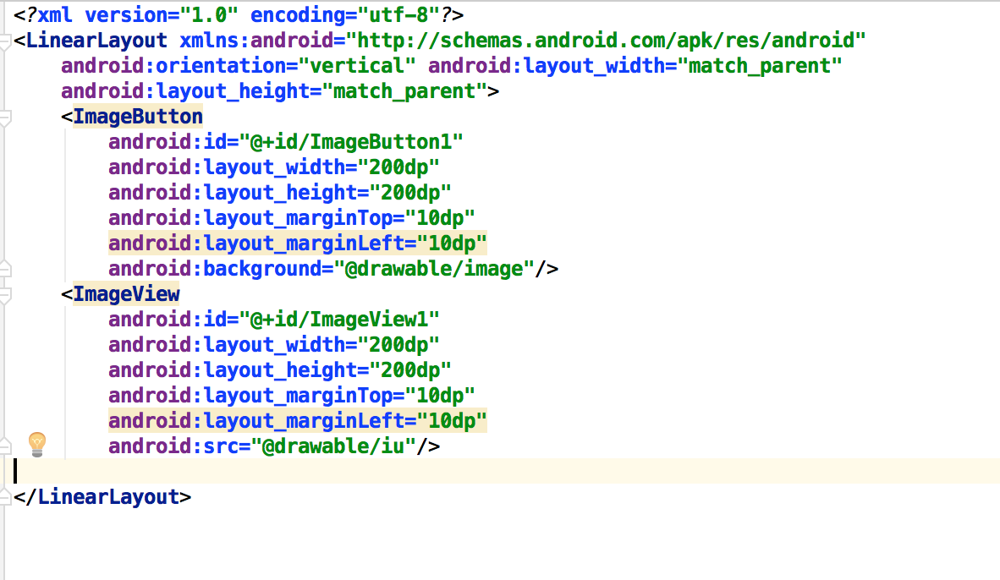 <?xml version="1.0" encoding="utf-8"?>
<LinearLayout xmlns:android="http://schemas.android.com/apk/res/android"
    android:orientation="vertical" android:layout_width="match_parent"
    android:layout_height="match_parent">
    <ImageButton
        android:id="@+id/ImageButton1"
        android:layout_width="200dp"
        android:layout_height="200dp"
        android:layout_marginTop="10dp"
        android:layout_marginLeft="10dp"
        android:background="@drawable/image"/>
    <ImageView
        android:id="@+id/ImageView1"
        android:layout_width="200dp"
        android:layout_height="200dp"
        android:layout_marginTop="10dp"
        android:layout_marginLeft="10dp"
        android:src="@drawable/iu"/>
</LinearLayout>